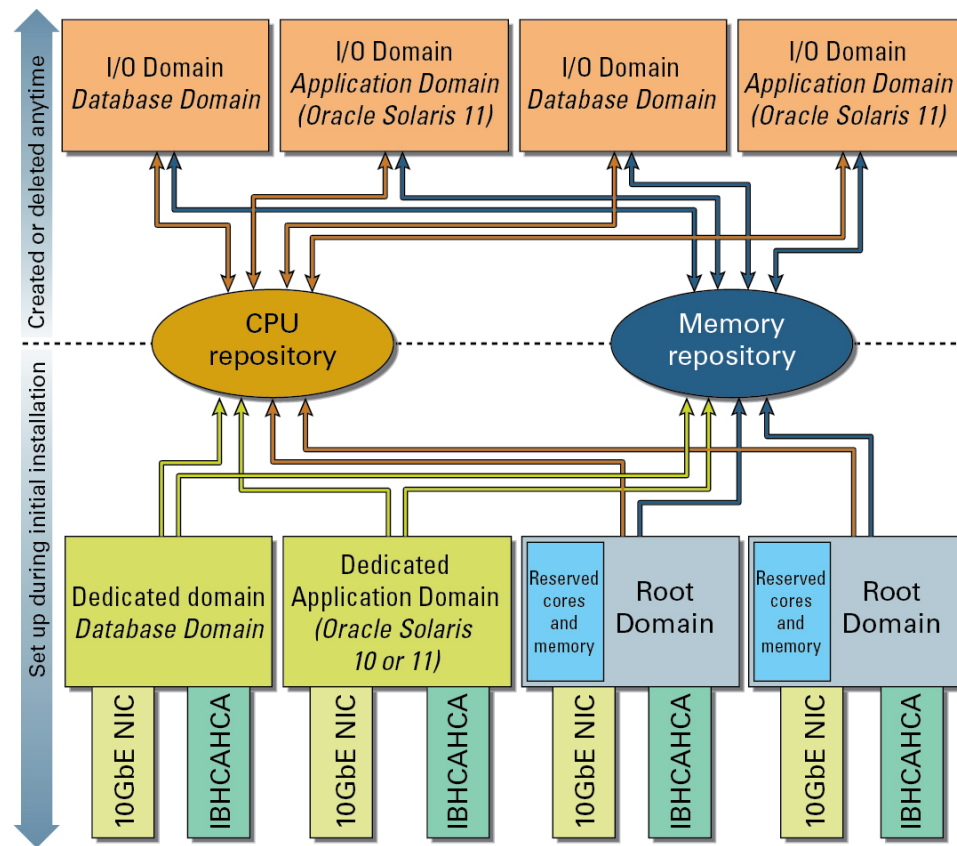 Created or deleted anytime
I/O Domain
Database Domain
I/O Domain
Application Domain
(Oracle Solaris 11)
I/O Domain
Database Domain
I/O Domain
Application Domain
(Oracle Solaris 11)
CPU
repository
Memory
repository
Set up during initial installation
Dedicated domain
Database Domain
Dedicated
Application Domain
(Oracle Solaris
10 or 11)
Reserved
cores
and
memory
Root
Domain
Reserved
cores
and
memory
Root
Domain
10GbE NIC
IBHCAHCA
10GbE NIC
IBHCAHCA
10GbE NIC
IBHCAHCA
10GbE NIC
IBHCAHCA